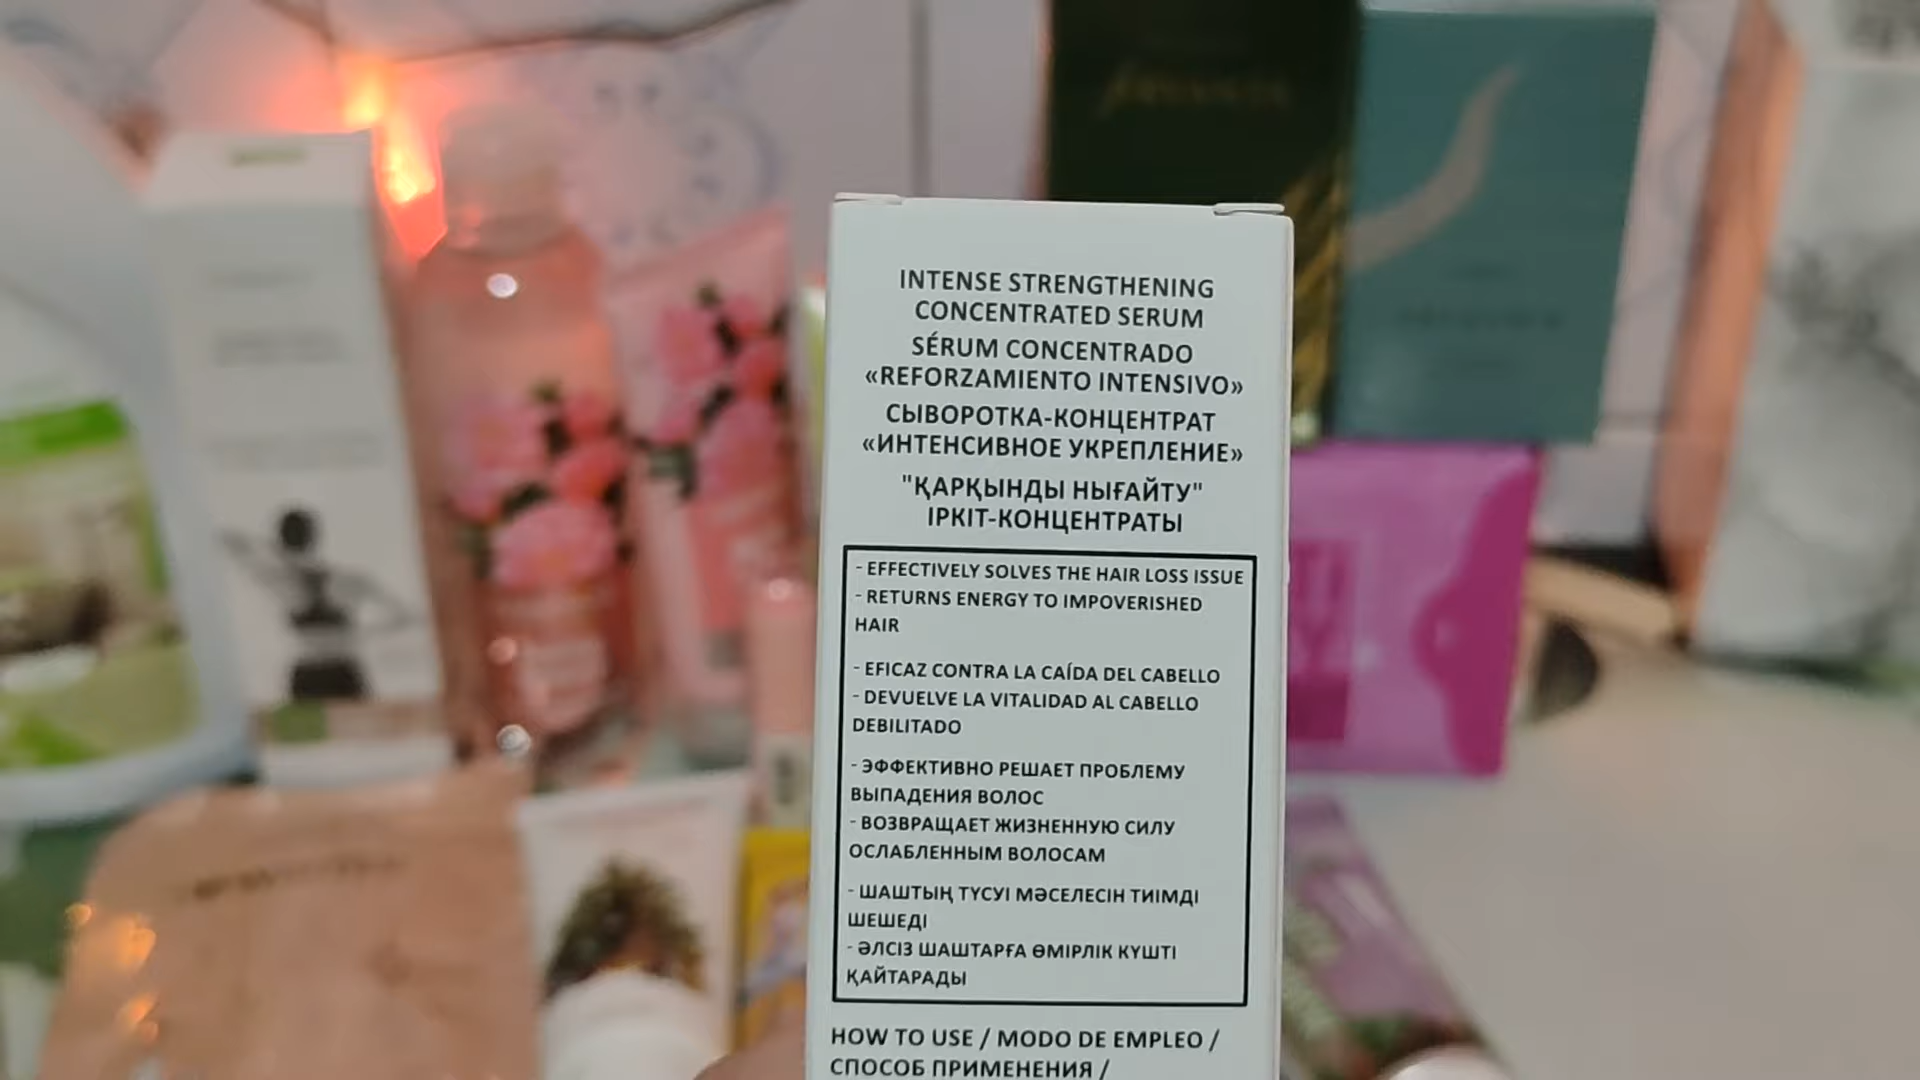 INTENSE STRENGTHENING
CONCENTRATED SERUM
SÉRUM CONCENTRADO
«REFORZAMIENTO INTENSIVO»
СЫВОРОТКА-КОНЦЕНТРАТ
«ИНТЕНСИВНОЕ УКРЕПЛЕНИЕ»
"ҚАРҚЫНДЫ НЫҒАЙТУ"
ІРКІТ-КОНЦЕНТРАТЫ
- EFFECTIVELY SOLVES THE HAIR LOSS ISSUE
- RETURNS ENERGY TO IMPOVERISHED
HAIR
- EFICAZ CONTRA LA CAÍDA DEL CABELLO
- DEVUELVE LA VITALIDAD AL CABELLO
DEBILITADO
- ЭФФЕКТИВНО РЕШАЕТ ПРОБЛЕМУ
ВЫПАДЕНИЯ ВОЛОС
- ВОЗВРАЩАЕТ ЖИЗНЕННУЮ СИЛУ
ОСЛАБЛЕННЫМ ВОЛОСАМ
- ШАШТЫҢ ТҮСУІ МӘСЕЛЕСІН ТИІМДІ
ШЕШЕДІ
- ӘЛСІЗ ШАШТАРҒА ӨМІРЛІК КҮШТІ
ҚАЙТАРАДЫ
HOW TO USE / MODO DE EMPLEO /
СПОСОБ ПРИМЕНЕНИЯ /